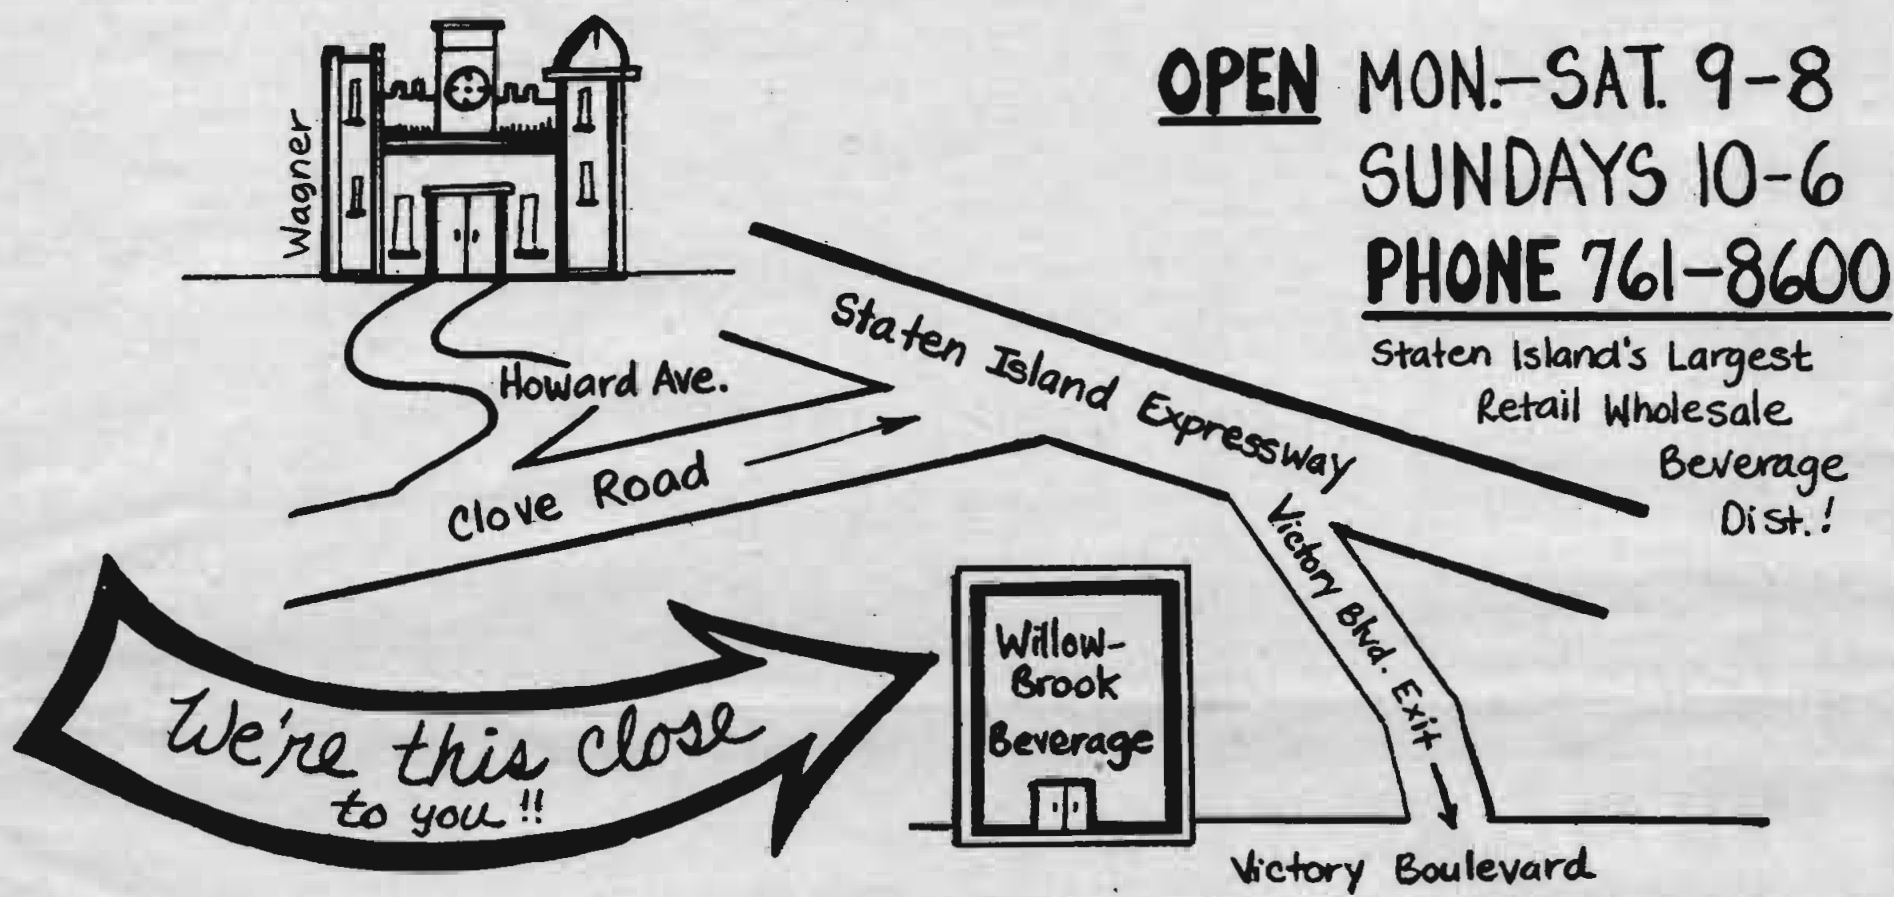 OPEN MON.-SAT. 9-8
SUNDAYS 10-6
PHONE 761-8600
Staten Island's Largest
Retail Wholesale
Beverage
Dist.!
Wagner
Howard Ave.
Clove Road
Staten Island Expressway
Victory Blvd. Exit
We're this close
to you!!
Willow-
Brook
Beverage
Victory Boulevard